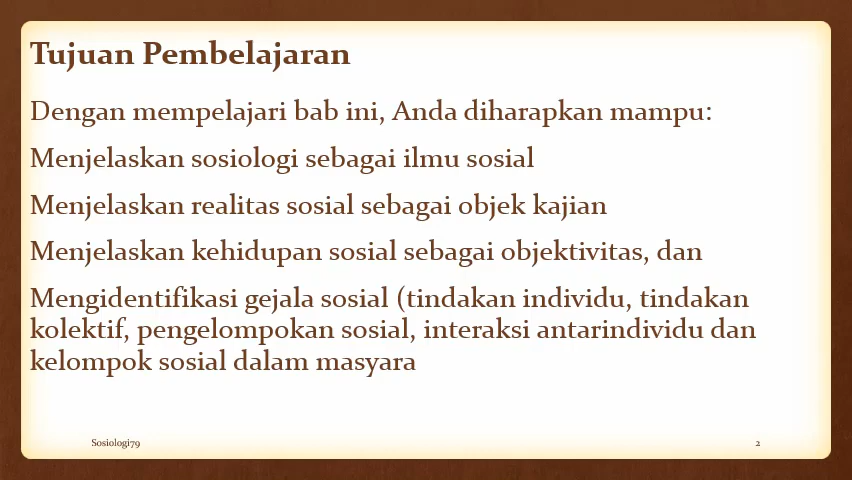 Tujuan Pembelajaran
Dengan mempelajari bab ini, Anda diharapkan mampu:
Menjelaskan sosiologi sebagai ilmu sosial
Menjelaskan realitas sosial sebagai objek kajian
Menjelaskan kehidupan sosial sebagai objektivitas, dan
Mengidentifikasi gejala sosial (tindakan individu, tindakan
kolektif, pengelompokan sosial, interaksi antarindividu dan
kelompok sosial dalam masyara
Sosiologi79
2